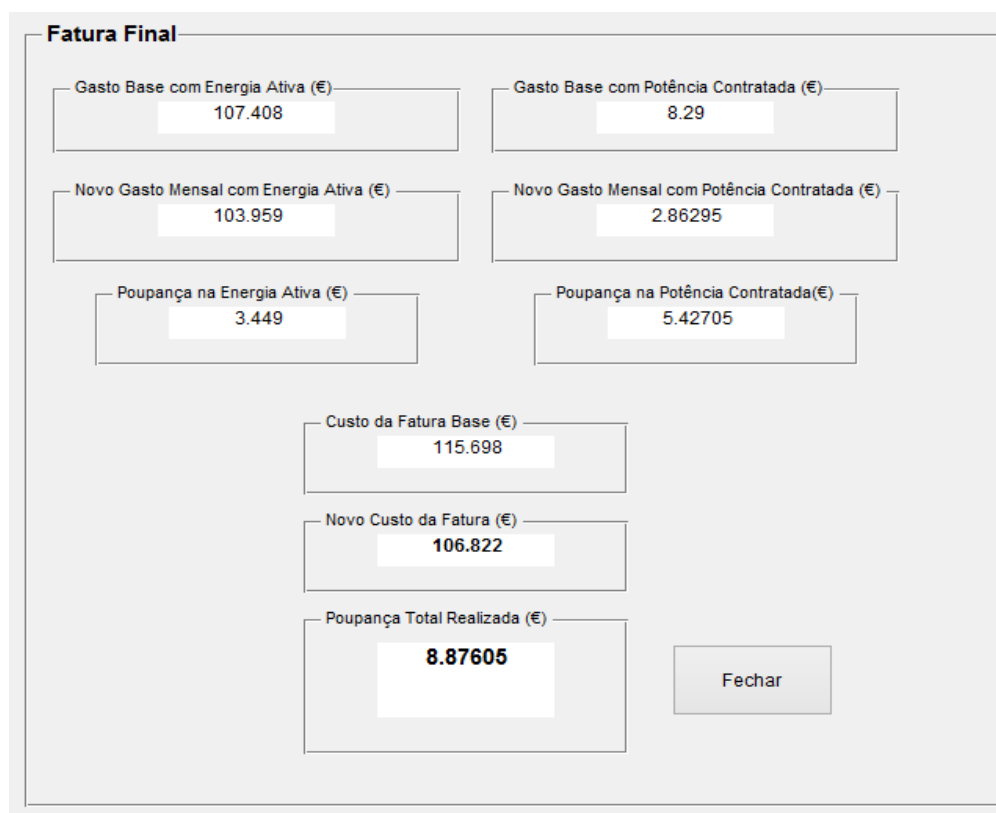 Fatura Final
Gasto Base com Energia Ativa (€)
107.408
Gasto Base com Potência Contratada (€)
8.29
Novo Gasto Mensal com Energia Ativa (€)
103.959
Novo Gasto Mensal com Potência Contratada (€)
2.86295
Poupança na Energia Ativa (€)
3.449
Poupança na Potência Contratada(€)
5.42705
Custo da Fatura Base (€)
115.698
Novo Custo da Fatura (€)
106.822
Poupança Total Realizada (€)
8.87605
Fechar